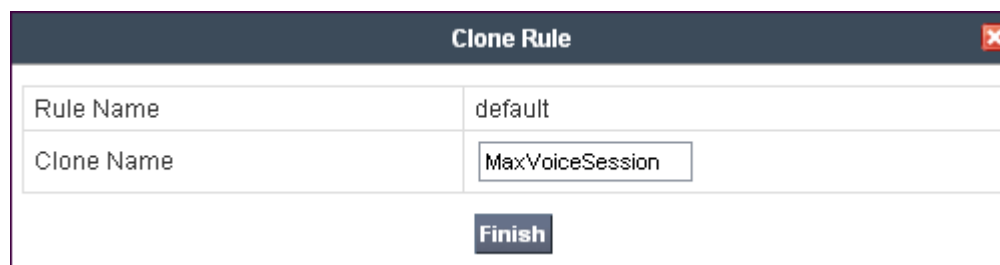 Clone Rule
Rule Name default
Clone Name MaxVoiceSession
Finish